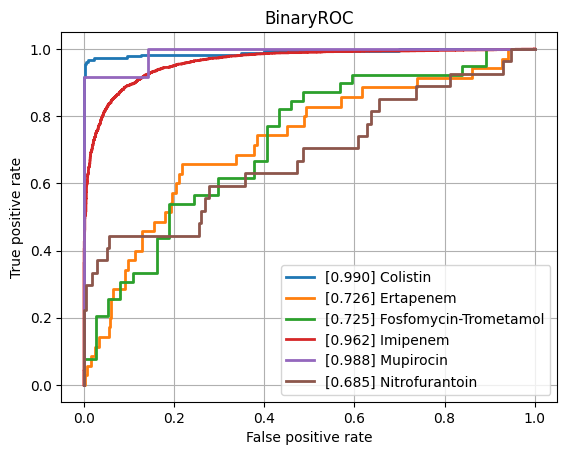 BinaryROC
True positive rate
1.0
0.8
0.6
0.4
0.2
0.0
[0.990] Colistin
[0.726] Ertapenem
[0.725] Fosfomycin-Trometamol
[0.962] Imipenem
[0.988] Mupirocin
[0.685] Nitrofurantoin
0.0 0.2 0.4 0.6 0.8 1.0
False positive rate